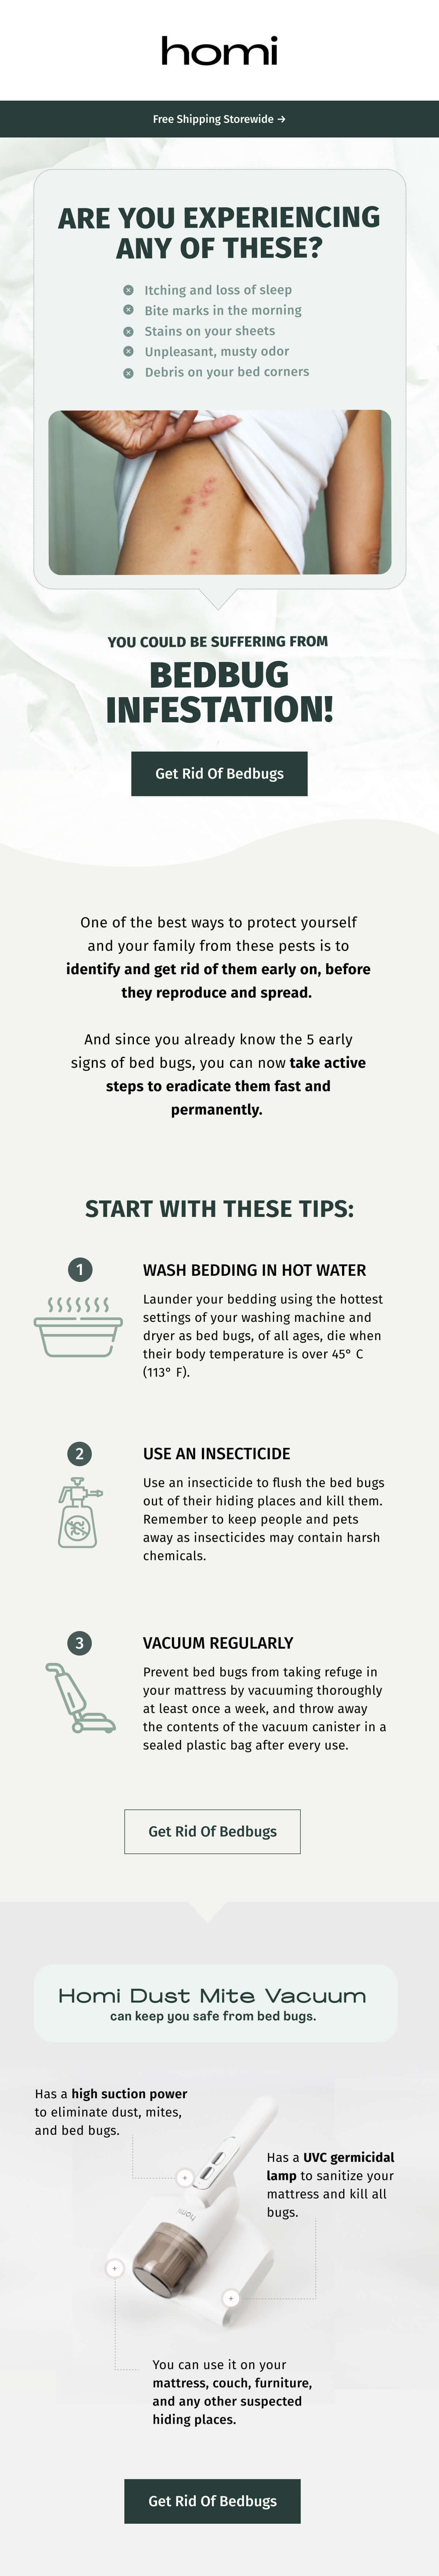 homi
Free Shipping Storewide →
ARE YOU EXPERIENCING
ANY OF THESE?
Itching and loss of sleep
Bite marks in the morning
Stains on your sheets
Unpleasant, musty odor
Debris on your bed corners
YOU COULD BE SUFFERING FROM
BEDBUG
INFESTATION!
Get Rid Of Bedbugs
One of the best ways to protect yourself
and your family from these pests is to
identify and get rid of them early on, before
they reproduce and spread.
And since you already know the 5 early
signs of bed bugs, you can now take active
steps to eradicate them fast and
permanently.
START WITH THESE TIPS:
1
WASH BEDDING IN HOT WATER
Launder your bedding using the hottest
settings of your washing machine and
dryer as bed bugs, of all ages, die when
their body temperature is over 45° C
(113° F).
2
USE AN INSECTICIDE
Use an insecticide to flush the bed bugs
out of their hiding places and kill them.
Remember to keep people and pets
away as insecticides may contain harsh
chemicals.
3
VACUUM REGULARLY
Prevent bed bugs from taking refuge in
your mattress by vacuuming thoroughly
at least once a week, and throw away
the contents of the vacuum canister in a
sealed plastic bag after every use.
Get Rid Of Bedbugs
Homi Dust Mite Vacuum
can keep you safe from bed bugs.
Has a high suction power
to eliminate dust, mites,
and bed bugs.
Has a UVC germicidal
lamp to sanitize your
mattress and kill all
bugs.
homi
You can use it on your
mattress, couch, furniture,
and any other suspected
hiding places.
Get Rid Of Bedbugs